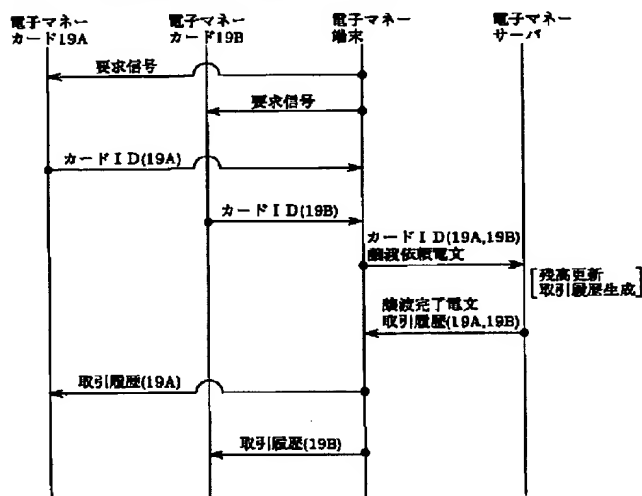 電子マネー
カード19A
電子マネー
カード19B
電子マネー
端末
電子マネー
サーバ
要求信号
要求信号
カードID(19A)
カードID(19B)
カードID(19A,19B)
譲渡依頼電文
残高更新
取引履歴生成
譲渡完了電文
取引履歴(19A,19B)
取引履歴(19A)
取引履歴(19B)